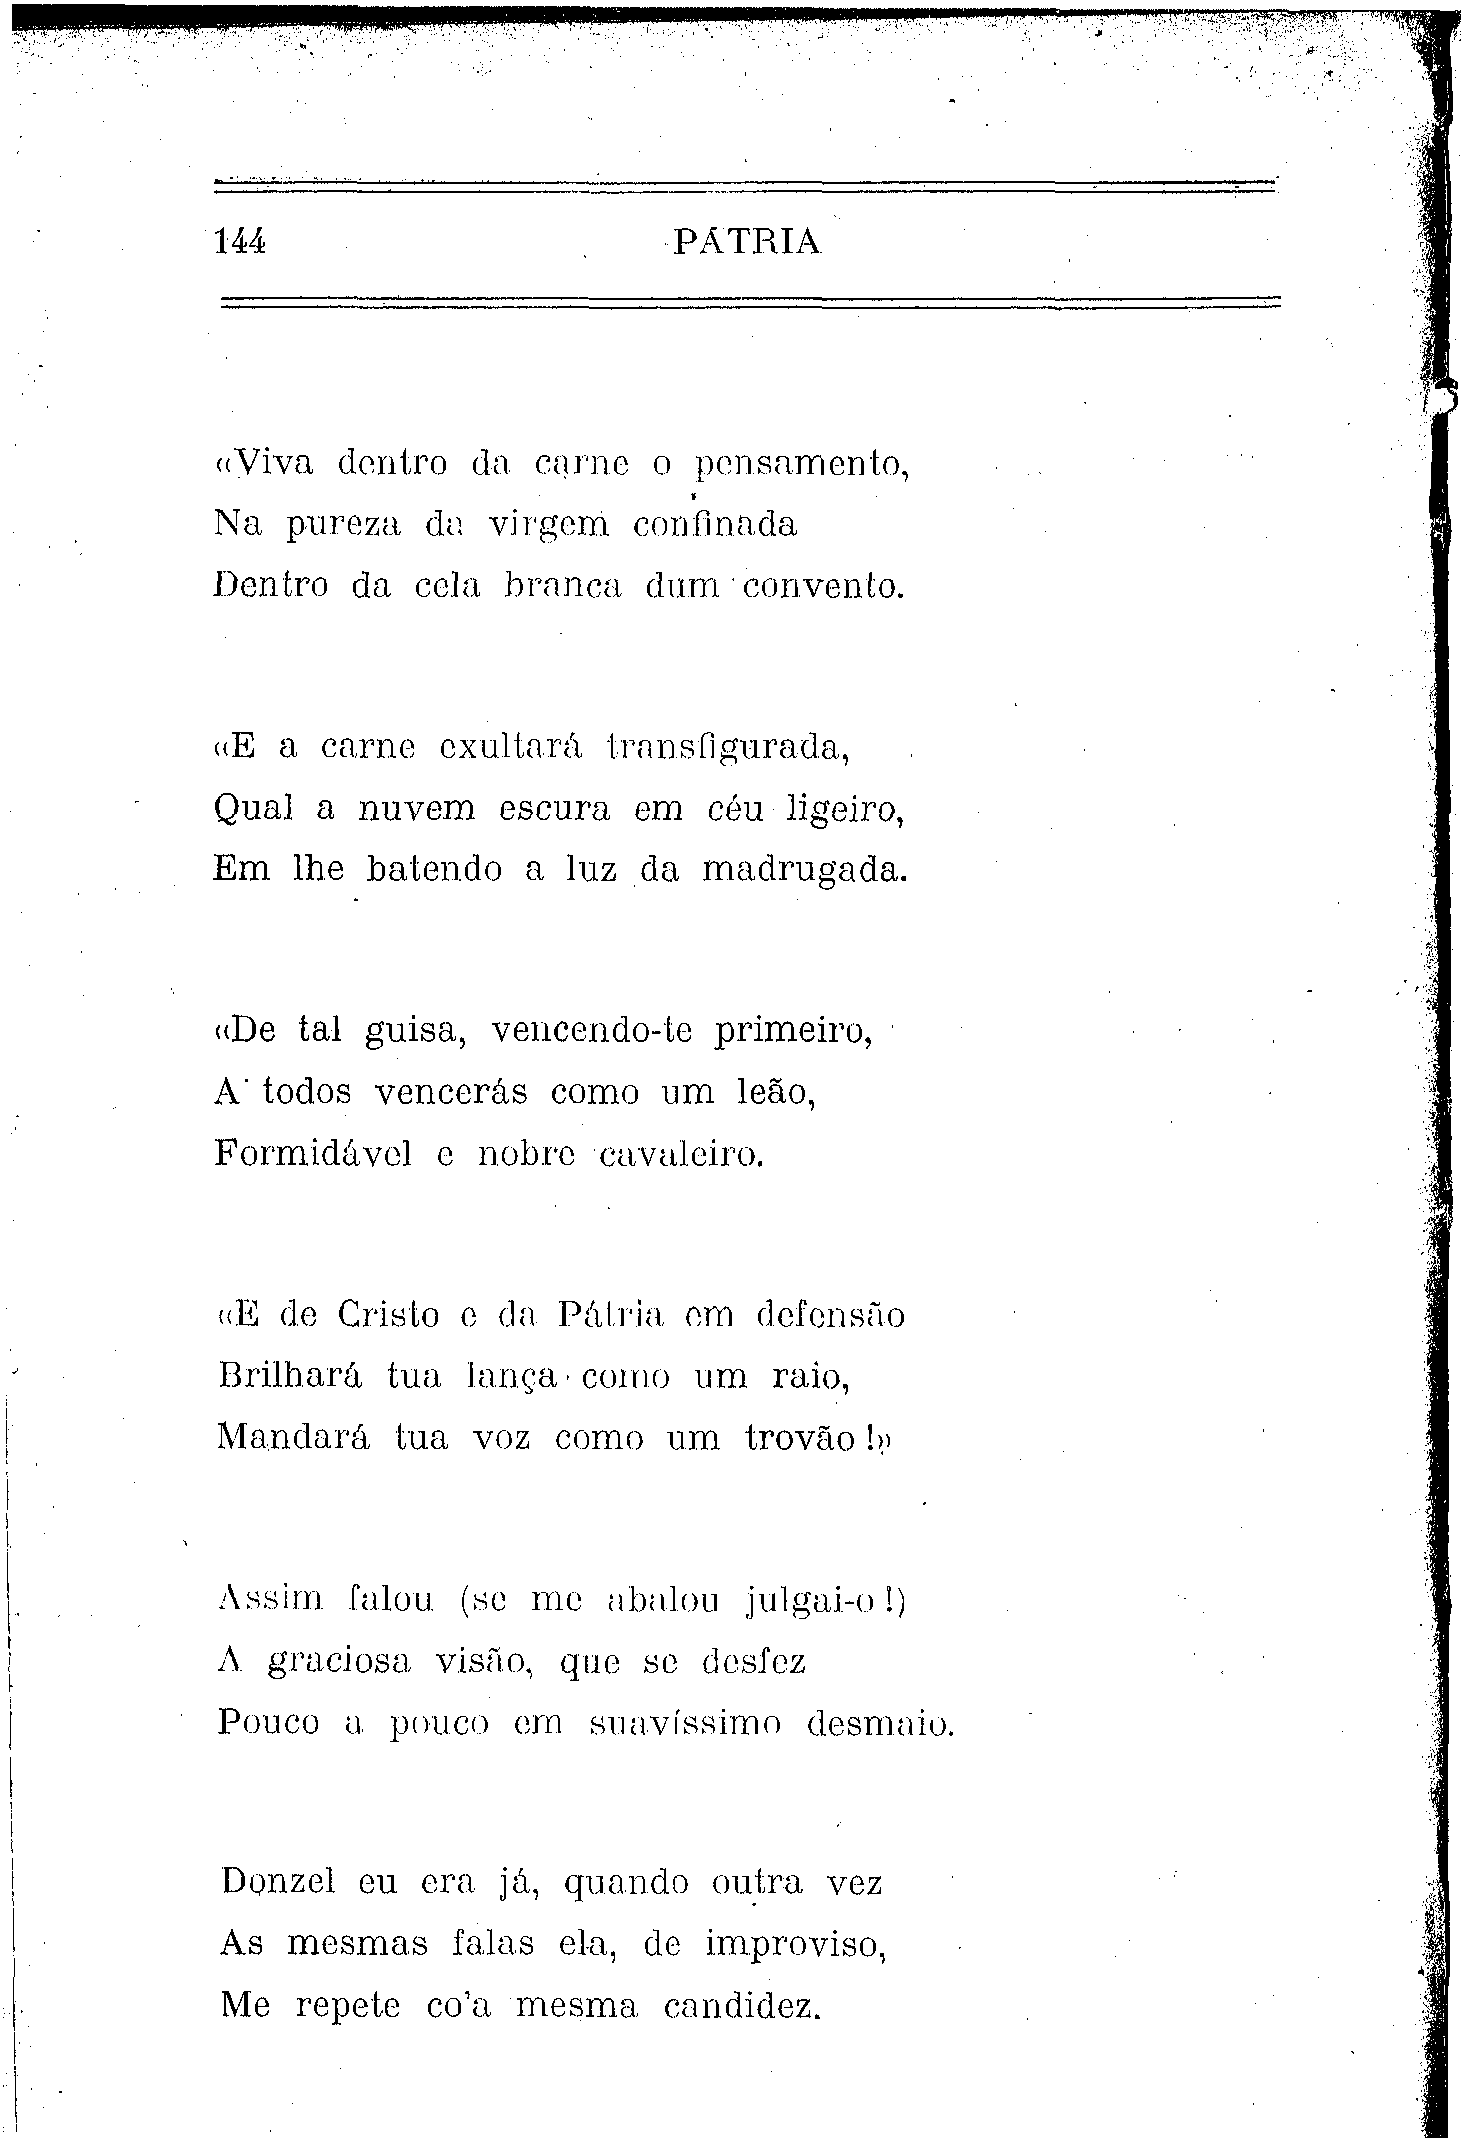 144 PÁTRIA
«Viva dentro da carne o pensamento,
Na pureza da virgem confinada
Dentro da cela branca dum convento.
«E a carne exultará transfigurada,
Qual a nuvem escura em céu ligeiro,
Em lhe batendo a luz da madrugada.
«De tal guisa, vencendo-te primeiro,
A todos vencerás como um leão,
Formidável e nobre cavaleiro.
«E de Cristo e da Pátria em defensão
Brilhará tua lança como um raio,
Mandará tua voz como um trovão!»
Assim falou (se me abalou julgai-o!)
A graciosa visão, que se desfez
Pouco a pouco em suavíssimo desmaio.
Donzel eu era já, quando outra vez
As mesmas falas ela, de improviso,
Me repete co'a mesma candidez.